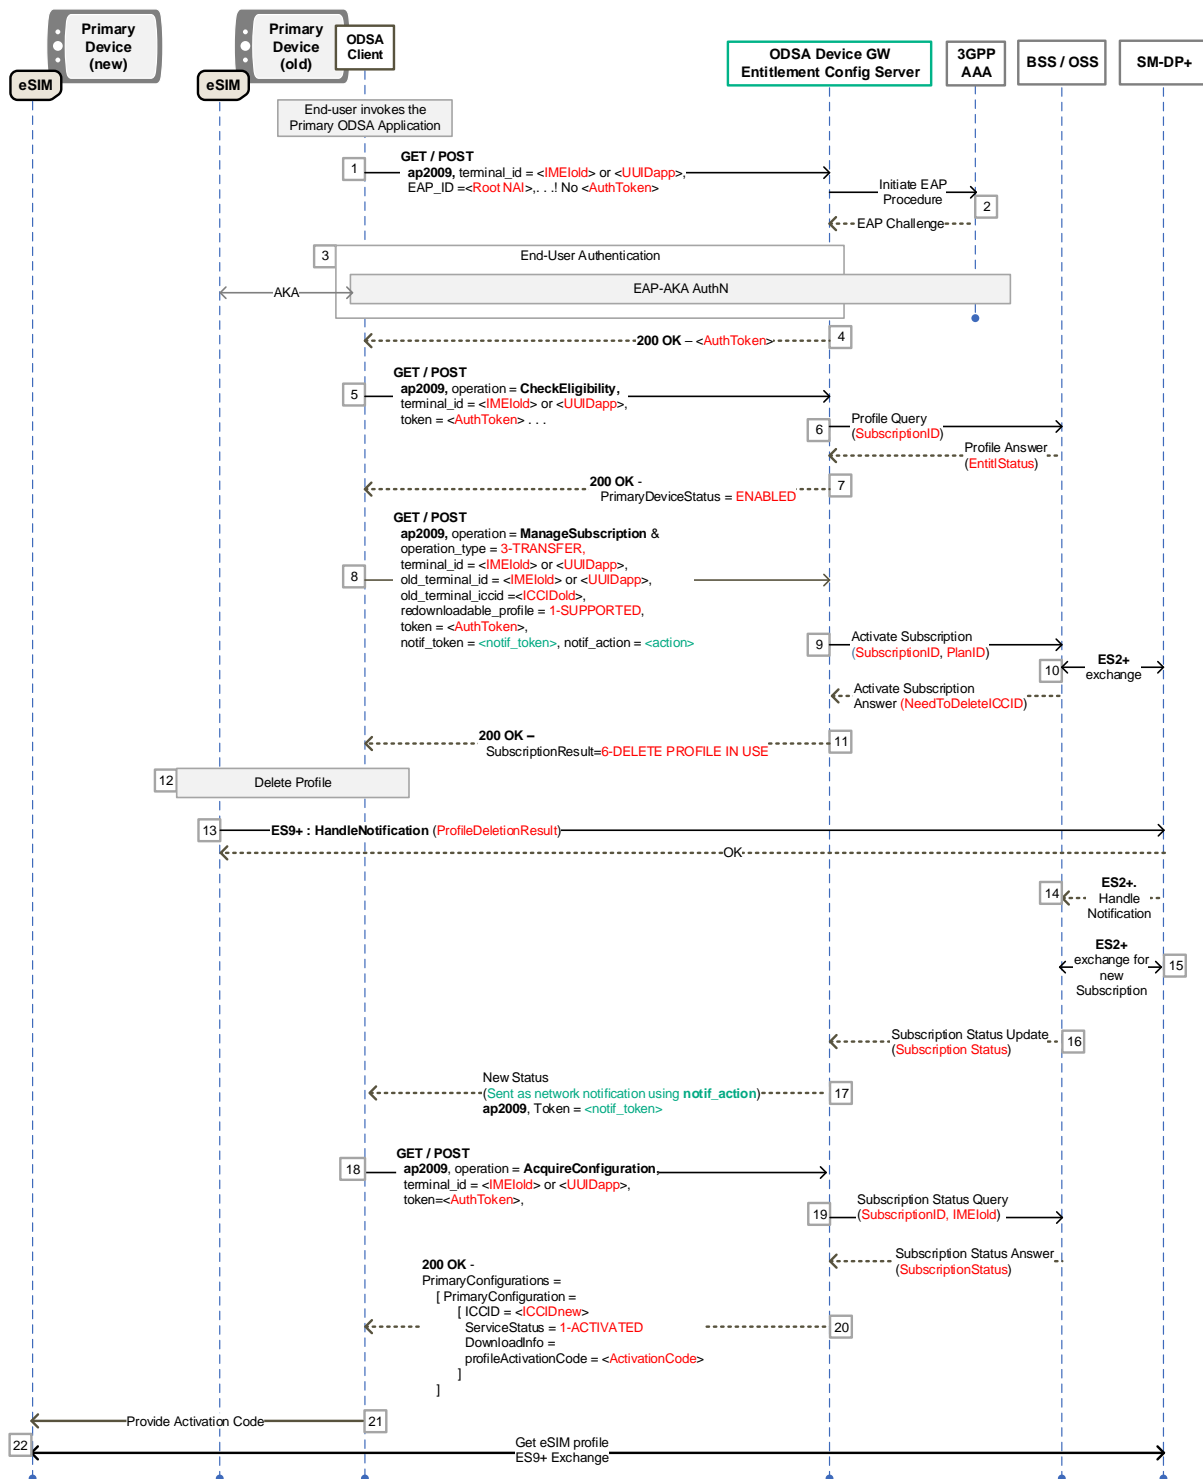 Primary
Device
(new)
eSIM
Primary
Device
(old)
eSIM
ODSA
Client
ODSA Device GW
Entitlement Config Server
3GPP
AAA
BSS / OSS
SM-DP+
End-user invokes the
Primary ODSA Application
1
GET / POST
ap2009, terminal_id = <IMEIold> or <UUIDapp>,
EAP_ID =<Root NAI>,. . .! No <AuthToken>
Initiate EAP
Procedure
2
EAP Challenge
3
End-User Authentication
AKA
EAP-AKA AuthN
200 OK – <AuthToken>
4
5
GET / POST
ap2009, operation = CheckEligibility,
terminal_id = <IMEIold> or <UUIDapp>,
token = <AuthToken> . . .
6
Profile Query
(SubscriptionID)
Profile Answer
(EntitlStatus)
200 OK -
PrimaryDeviceStatus = ENABLED
7
8
GET / POST
ap2009, operation = ManageSubscription &
operation_type = 3-TRANSFER,
terminal_id = <IMEIold> or <UUIDapp>,
old_terminal_id = <IMEIold> or <UUIDapp>,
old_terminal_iccid =<ICCIDold>,
redownloadable_profile = 1-SUPPORTED,
token = <AuthToken>,
notif_token = <notif_token>, notif_action = <action>
9
Activate Subscription
(SubscriptionID, PlanID)
10
ES2+
exchange
Activate Subscription
Answer (NeedToDeleteICCID)
200 OK –
SubscriptionResult=6-DELETE PROFILE IN USE
11
12
Delete Profile
13
ES9+ : HandleNotification (ProfileDeletionResult)
OK
14
ES2+.
Handle
Notification
ES2+
exchange for
new
Subscription
15
Subscription Status Update
(Subscription Status)
16
New Status
(Sent as network notification using notif_action)
ap2009, Token = <notif_token>
17
18
GET / POST
ap2009, operation = AcquireConfiguration,
terminal_id = <IMEIold> or <UUIDapp>,
token=<AuthToken>,
19
Subscription Status Query
(SubscriptionID, IMEIold)
Subscription Status Answer
(SubscriptionStatus)
200 OK -
PrimaryConfigurations =
[ PrimaryConfiguration =
[ ICCID = <ICCIDnew>
ServiceStatus = 1-ACTIVATED
DownloadInfo =
profileActivationCode = <ActivationCode>
]
]
20
Provide Activation Code
21
22
Get eSIM profile
ES9+ Exchange